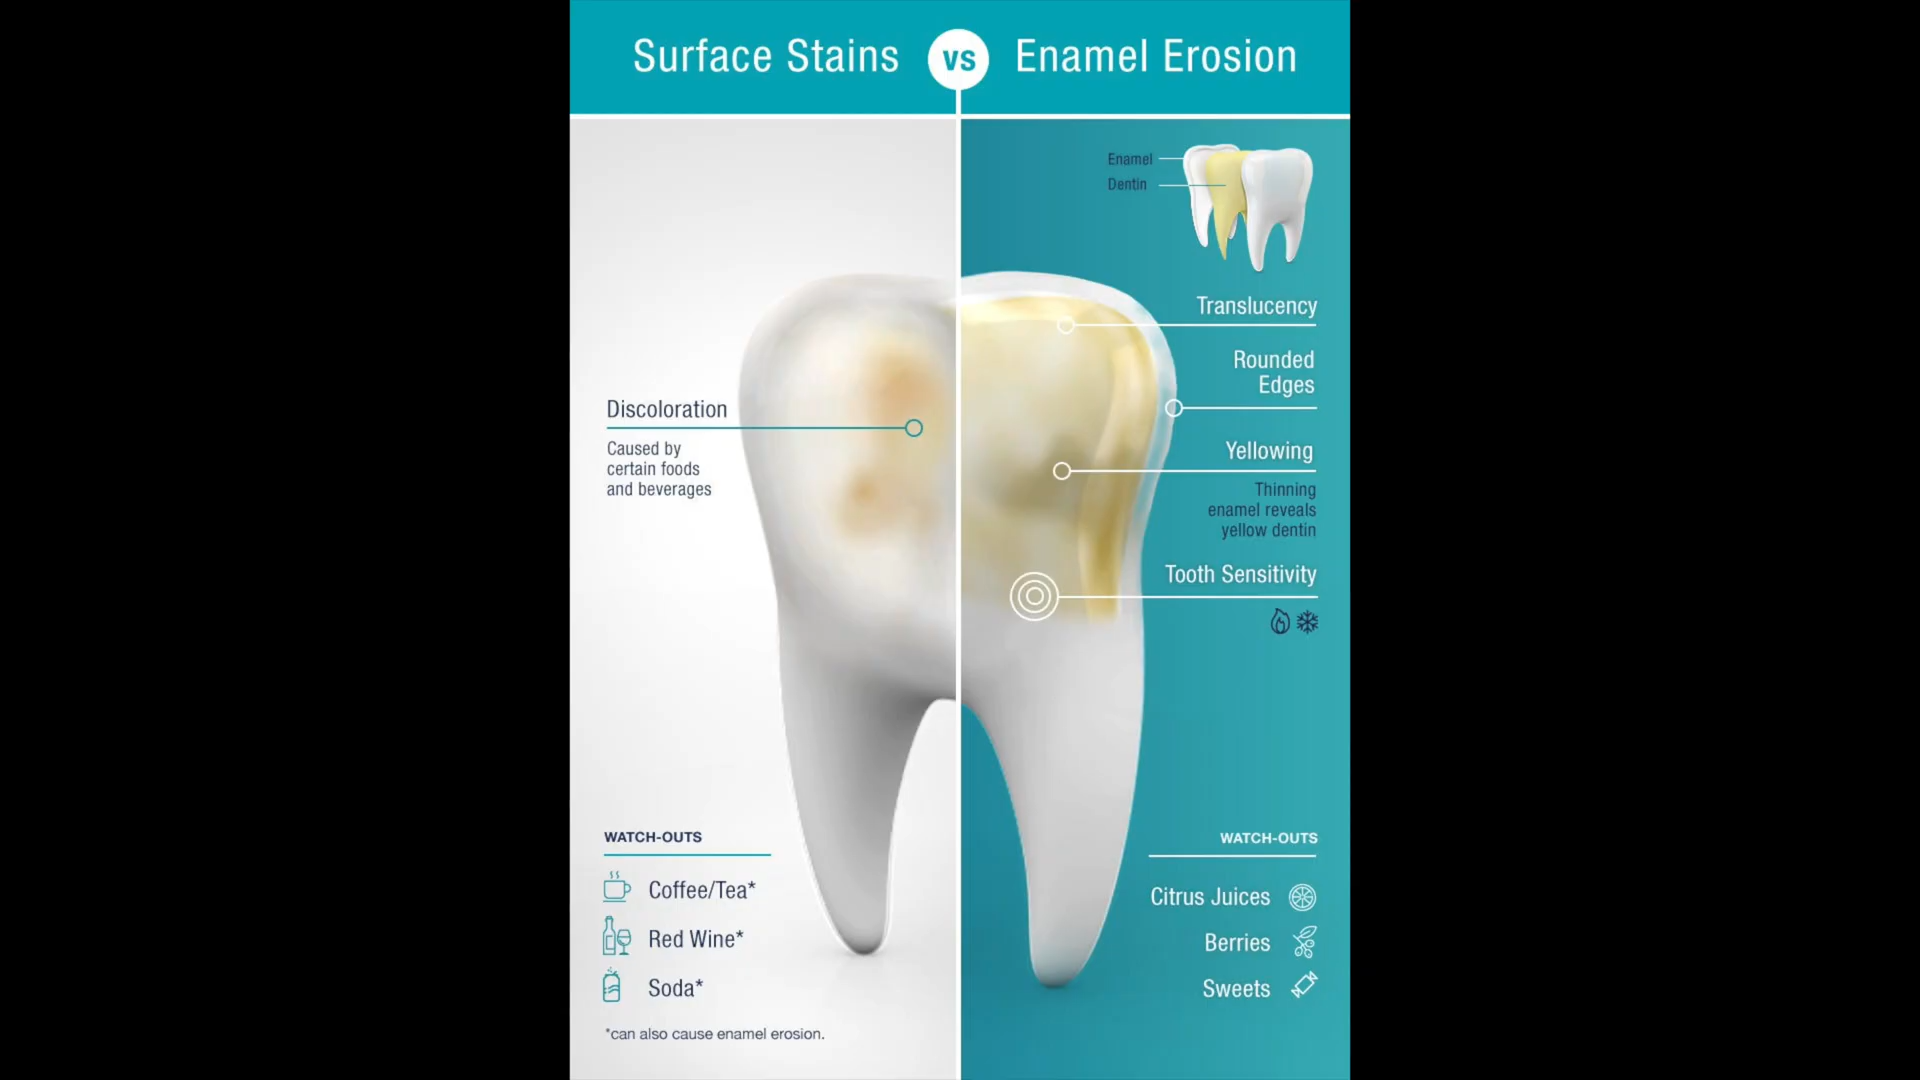 Surface Stains vs Enamel Erosion
Discoloration
Caused by
certain foods
and beverages
WATCH-OUTS
Coffee/Tea*
Red Wine*
Soda*
*can also cause enamel erosion.
Enamel
Dentin
Translucency
Rounded
Edges
Yellowing
Thinning
enamel reveals
yellow dentin
Tooth Sensitivity
WATCH-OUTS
Citrus Juices
Berries
Sweets